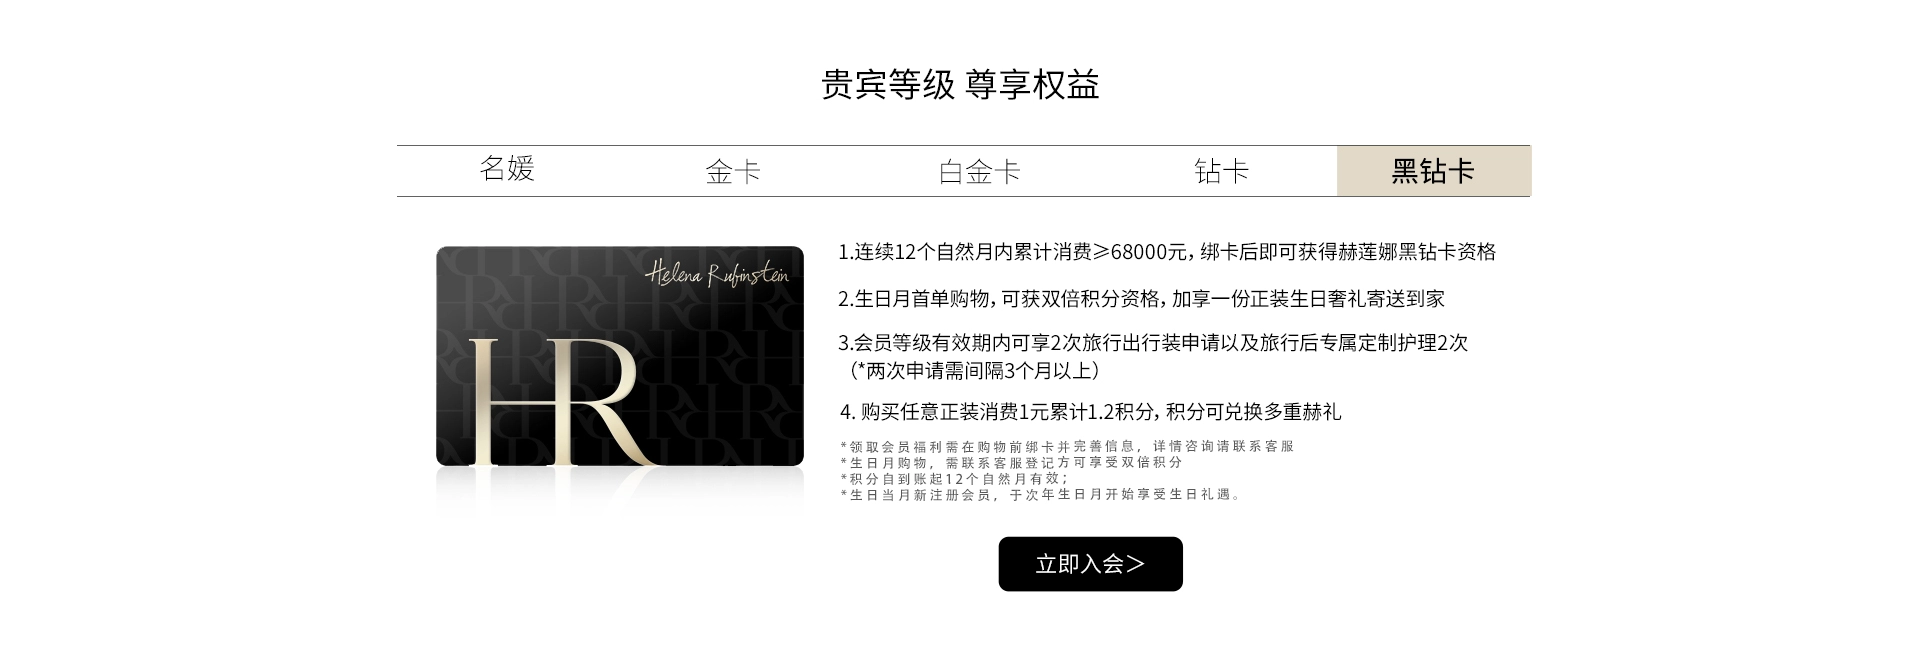 贵宾等级 尊享权益
名媛 金卡 白金卡 钻卡 黑钻卡
Helena Rubinstein
HR
1.连续12个自然月内累计消费≥68000元，绑卡后即可获得赫莲娜黑钻卡资格
2.生日月首单购物，可获双倍积分资格，加享一份正装生日奢礼寄送到家
3.会员等级有效期内可享2次旅行出行装申请以及旅行后专属定制护理2次
（*两次申请需间隔3个月以上）
4. 购买任意正装消费1元累计1.2积分，积分可兑换多重赫礼
*领取会员福利需在购物前绑卡并完善信息，详情咨询请联系客服
*生日月购物，需联系客服登记方可享受双倍积分
*积分自到账起12个自然月有效；
*生日当月新注册会员，于次年生日月开始享受生日礼遇。
立即入会＞